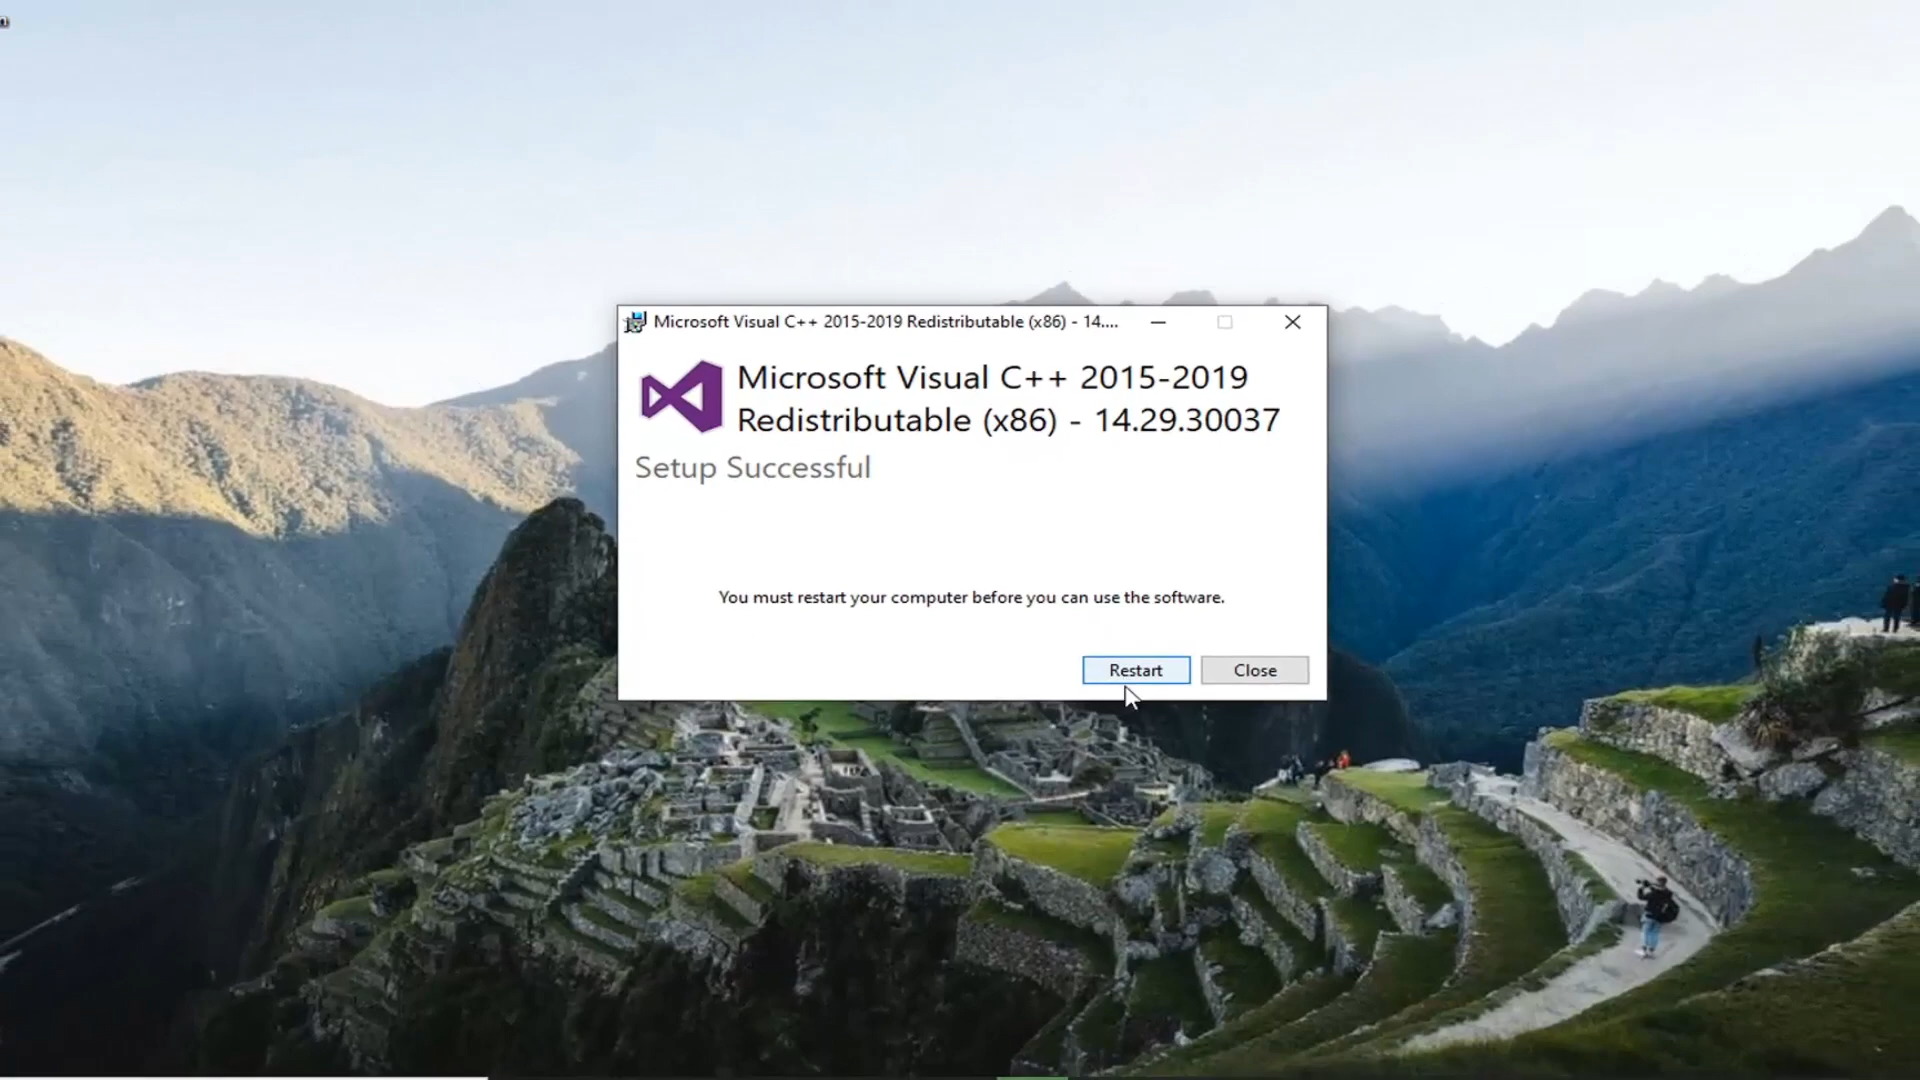 Microsoft Visual C++ 2015-2019 Redistributable (x86) - 14....
Microsoft Visual C++ 2015-2019
Redistributable (x86) - 14.29.30037
Setup Successful
You must restart your computer before you can use the software.
Restart
Close